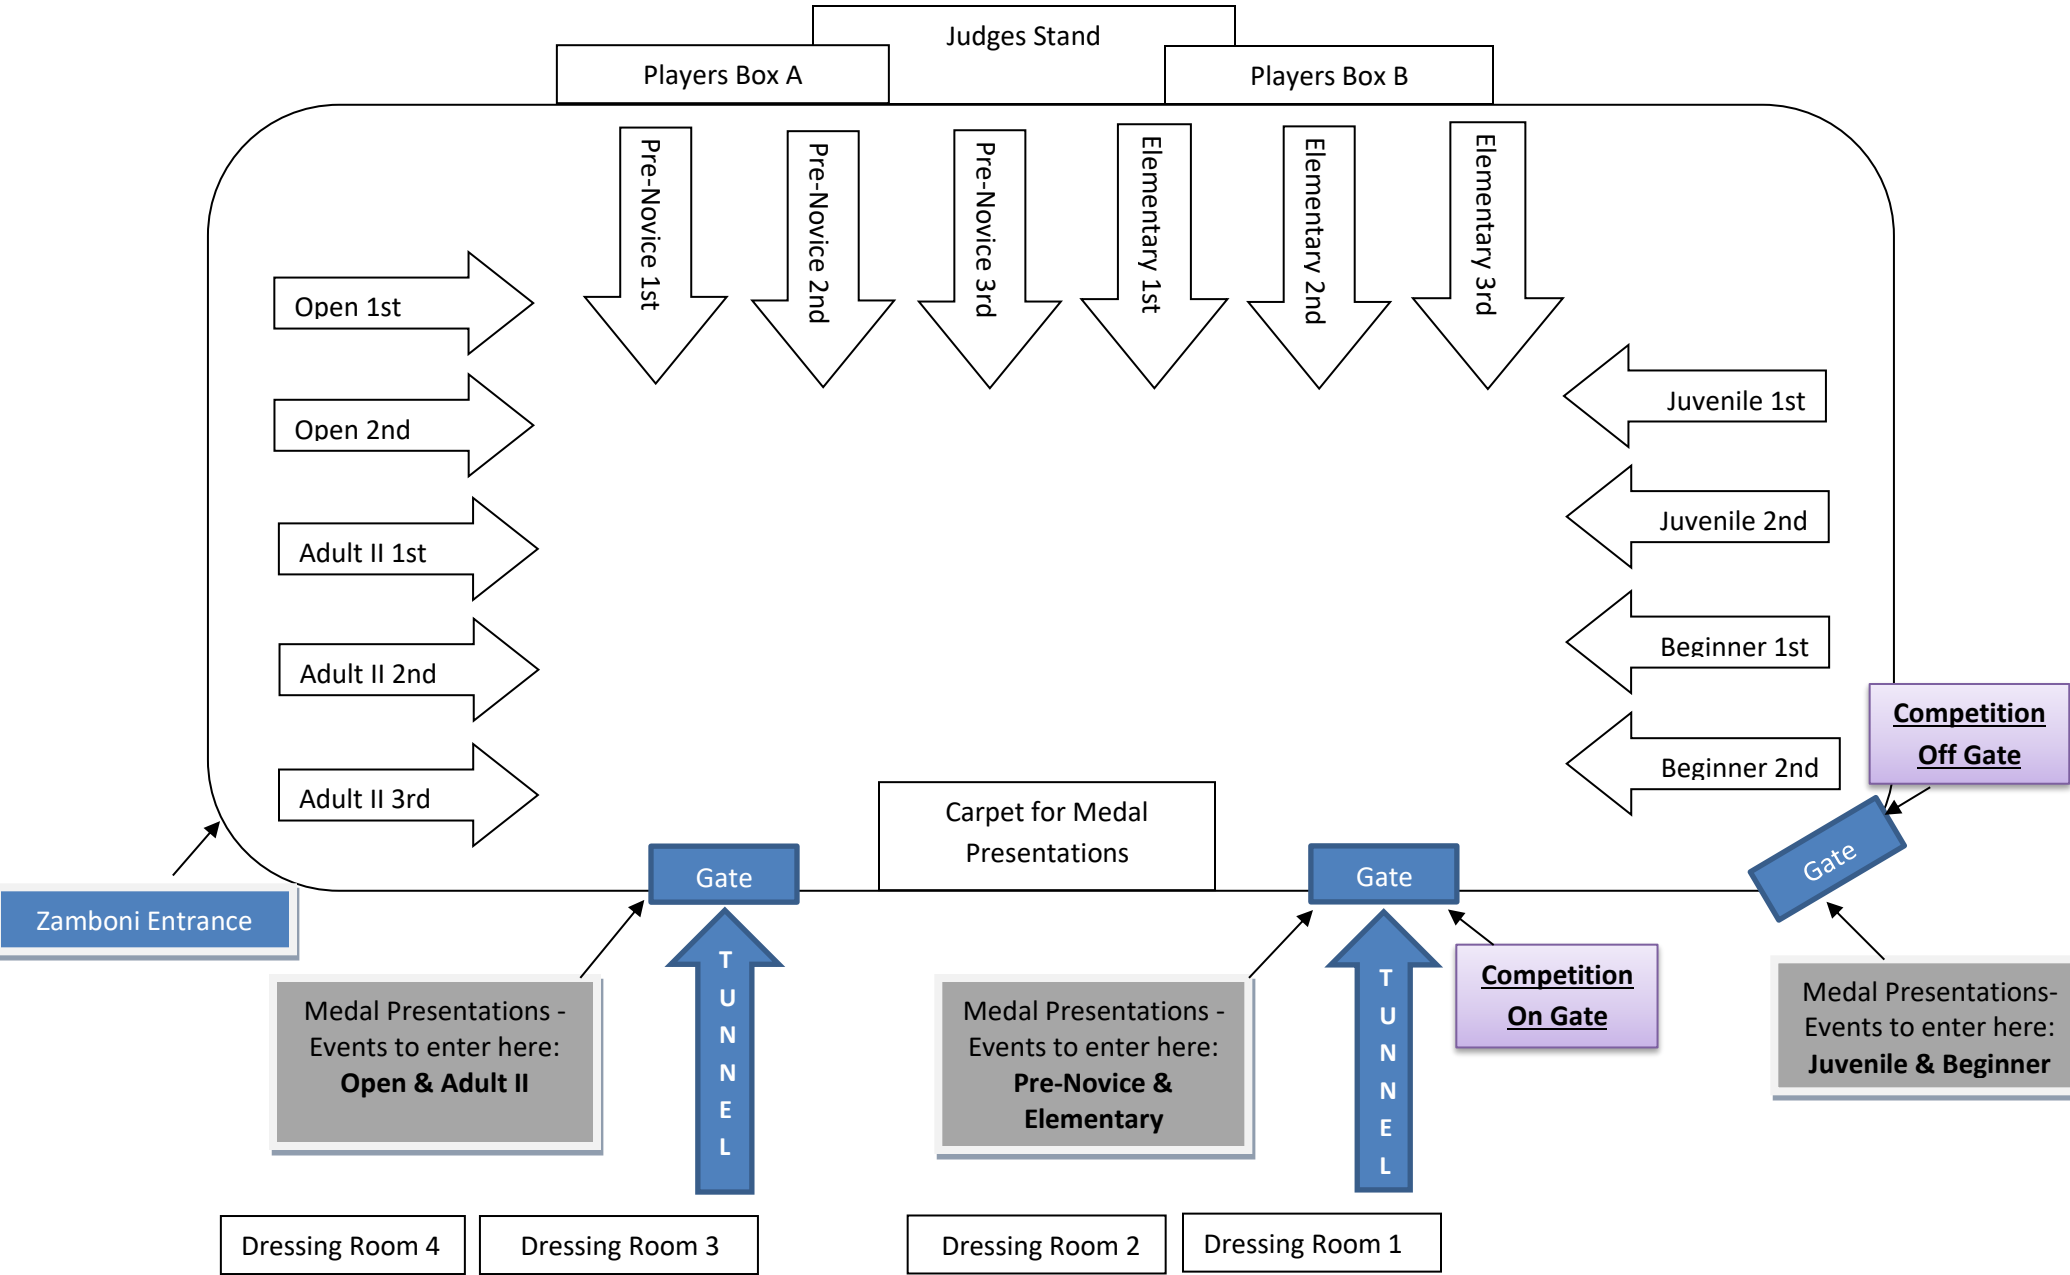 Judges Stand
Players Box A
Players Box B
Pre-Novice 1st
Pre-Novice 2nd
Pre-Novice 3rd
Elementary 1st
Elementary 2nd
Elementary 3rd
Open 1st
Open 2nd
Adult II 1st
Adult II 2nd
Adult II 3rd
Juvenile 1st
Juvenile 2nd
Beginner 1st
Beginner 2nd
Competition
Off Gate
Carpet for Medal
Presentations
Gate
Gate
Gate
Zamboni Entrance
Medal Presentations -
Events to enter here:
Open & Adult II
TUNNEL
Medal Presentations -
Events to enter here:
Pre-Novice &
Elementary
TUNNEL
Competition
On Gate
Medal Presentations-
Events to enter here:
Juvenile & Beginner
Dressing Room 4
Dressing Room 3
Dressing Room 2
Dressing Room 1